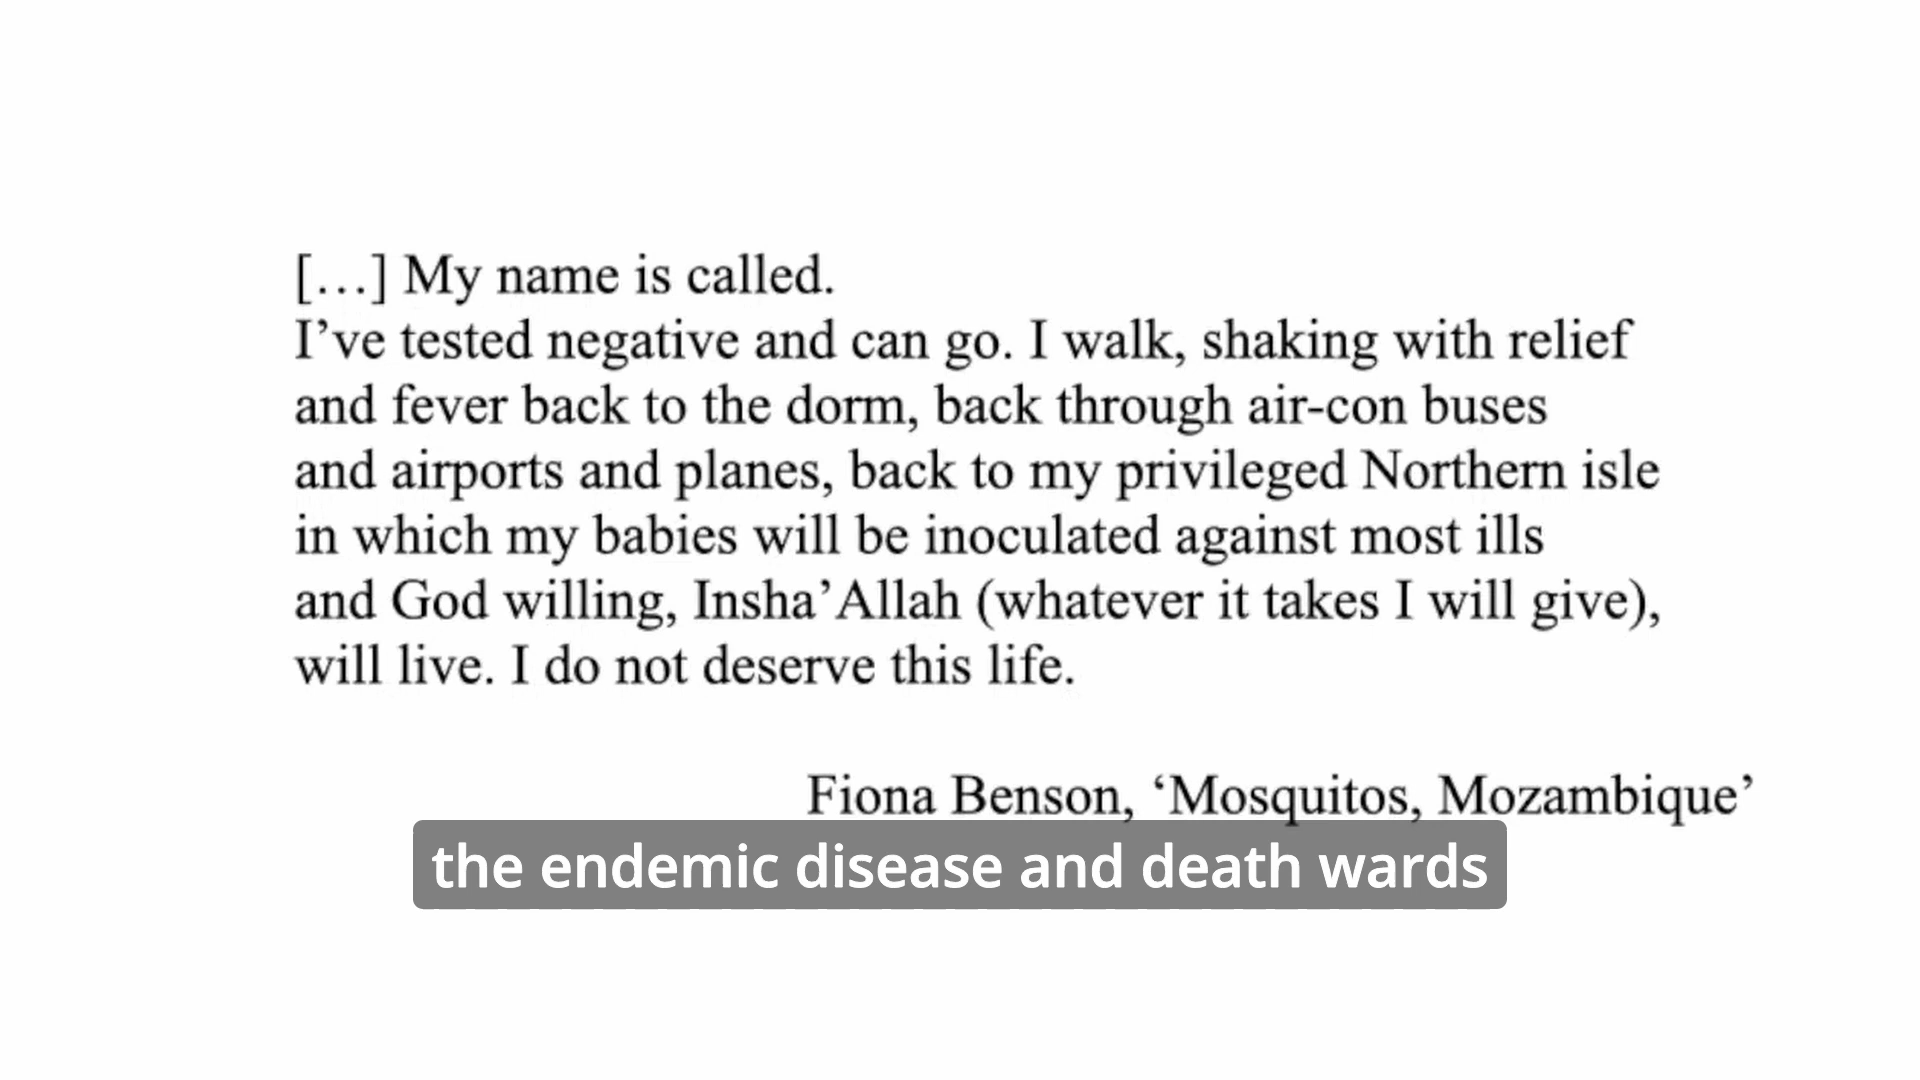 […] My name is called.
I’ve tested negative and can go. I walk, shaking with relief
and fever back to the dorm, back through air-con buses
and airports and planes, back to my privileged Northern isle
in which my babies will be inoculated against most ills
and God willing, Insha’Allah (whatever it takes I will give),
will live. I do not deserve this life.
Fiona Benson, ‘Mosquitos, Mozambique’
the endemic disease and death wards